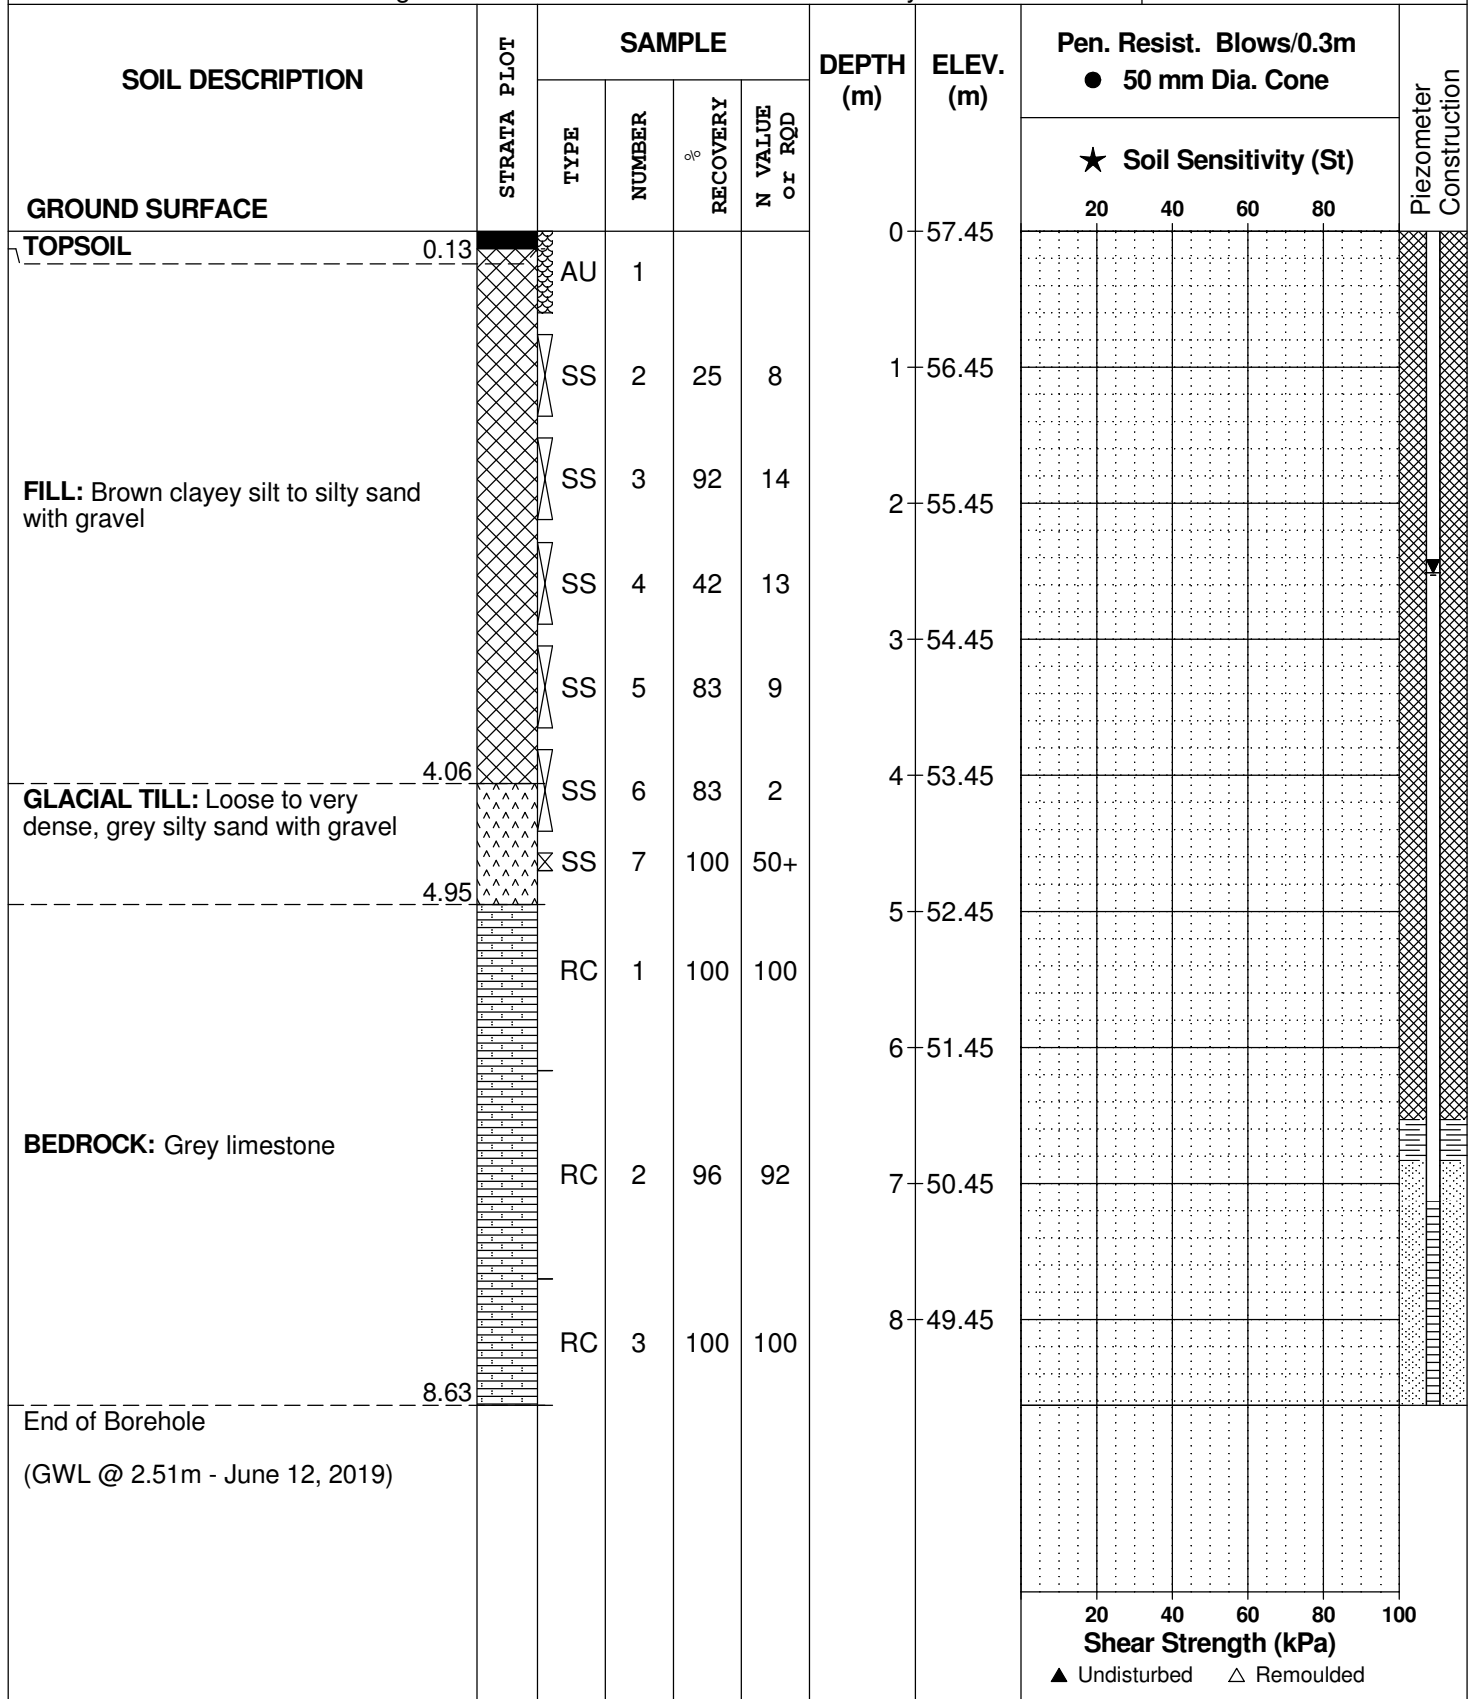 SOIL DESCRIPTION
GROUND SURFACE
STRATA PLOT
SAMPLE
TYPE
NUMBER
% RECOVERY
N VALUE or RQD
DEPTH (m)
ELEV. (m)
Pen. Resist. Blows/0.3m
● 50 mm Dia. Cone
★ Soil Sensitivity (St)
20 40 60 80
Piezometer Construction
0 57.45
TOPSOIL 0.13
AU 1
1 56.45
SS 2 25 8
SS 3 92 14
FILL: Brown clayey silt to silty sand
with gravel
2 55.45
SS 4 42 13
3 54.45
SS 5 83 9
4.06
4 53.45
GLACIAL TILL: Loose to very
dense, grey silty sand with gravel
SS 6 83 2
SS 7 100 50+
4.95
5 52.45
RC 1 100 100
6 51.45
BEDROCK: Grey limestone
RC 2 96 92
7 50.45
8 49.45
RC 3 100 100
8.63
End of Borehole
(GWL @ 2.51m - June 12, 2019)
20 40 60 80 100
Shear Strength (kPa)
▲ Undisturbed △ Remoulded